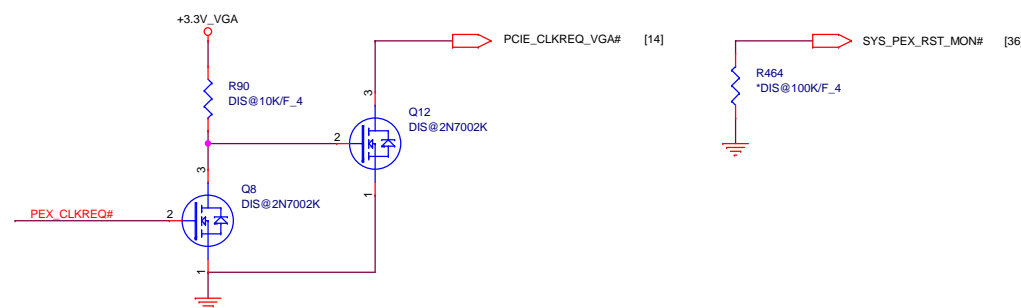 +3.3V_VGA
PCIE_CLKREQ_VGA# [14]
SYS_PEX_RST_MON# [36]
R90
DIS@10K/F_4
R464
*DIS@100K/F_4
3
Q12
DIS@2N7002K
2
1
3
Q8
DIS@2N7002K
PEX_CLKREQ#
2
1